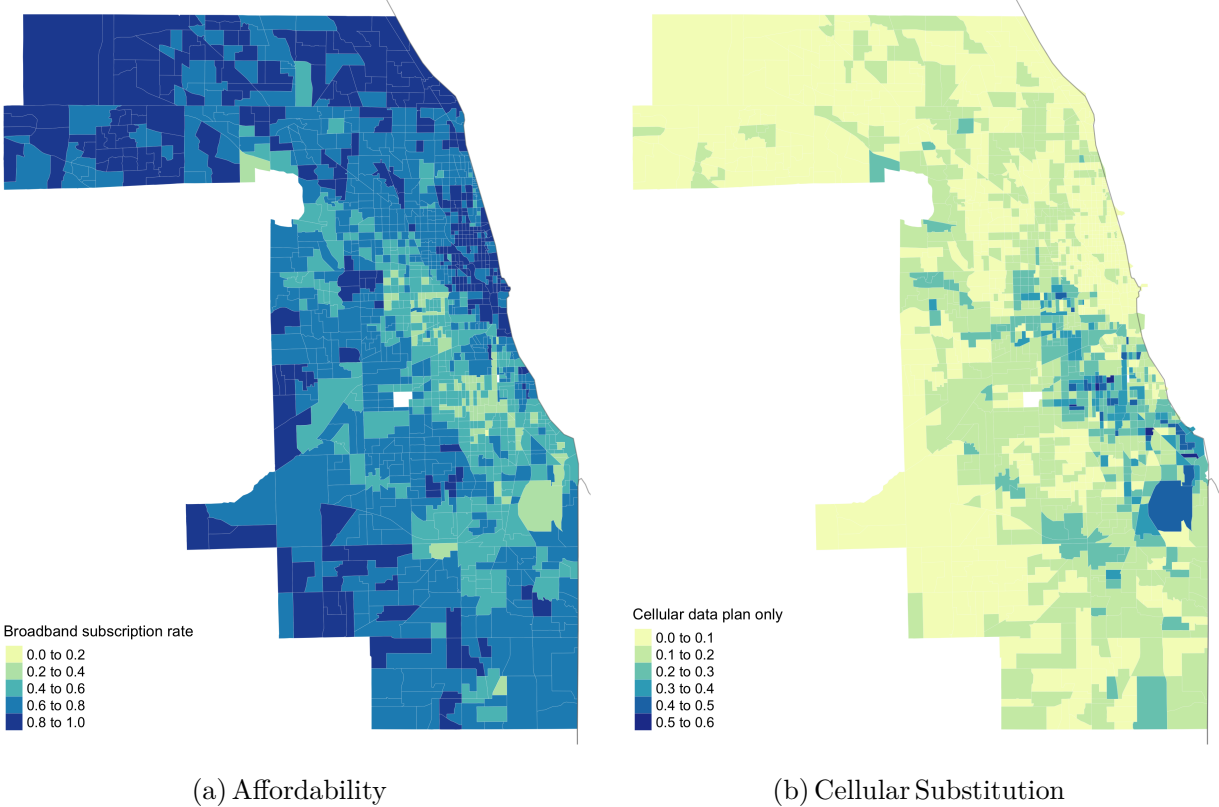 Broadband subscription rate
0.0 to 0.2
0.2 to 0.4
0.4 to 0.6
0.6 to 0.8
0.8 to 1.0
Cellular data plan only
0.0 to 0.1
0.1 to 0.2
0.2 to 0.3
0.3 to 0.4
0.4 to 0.5
0.5 to 0.6
(a) Affordability
(b) Cellular Substitution